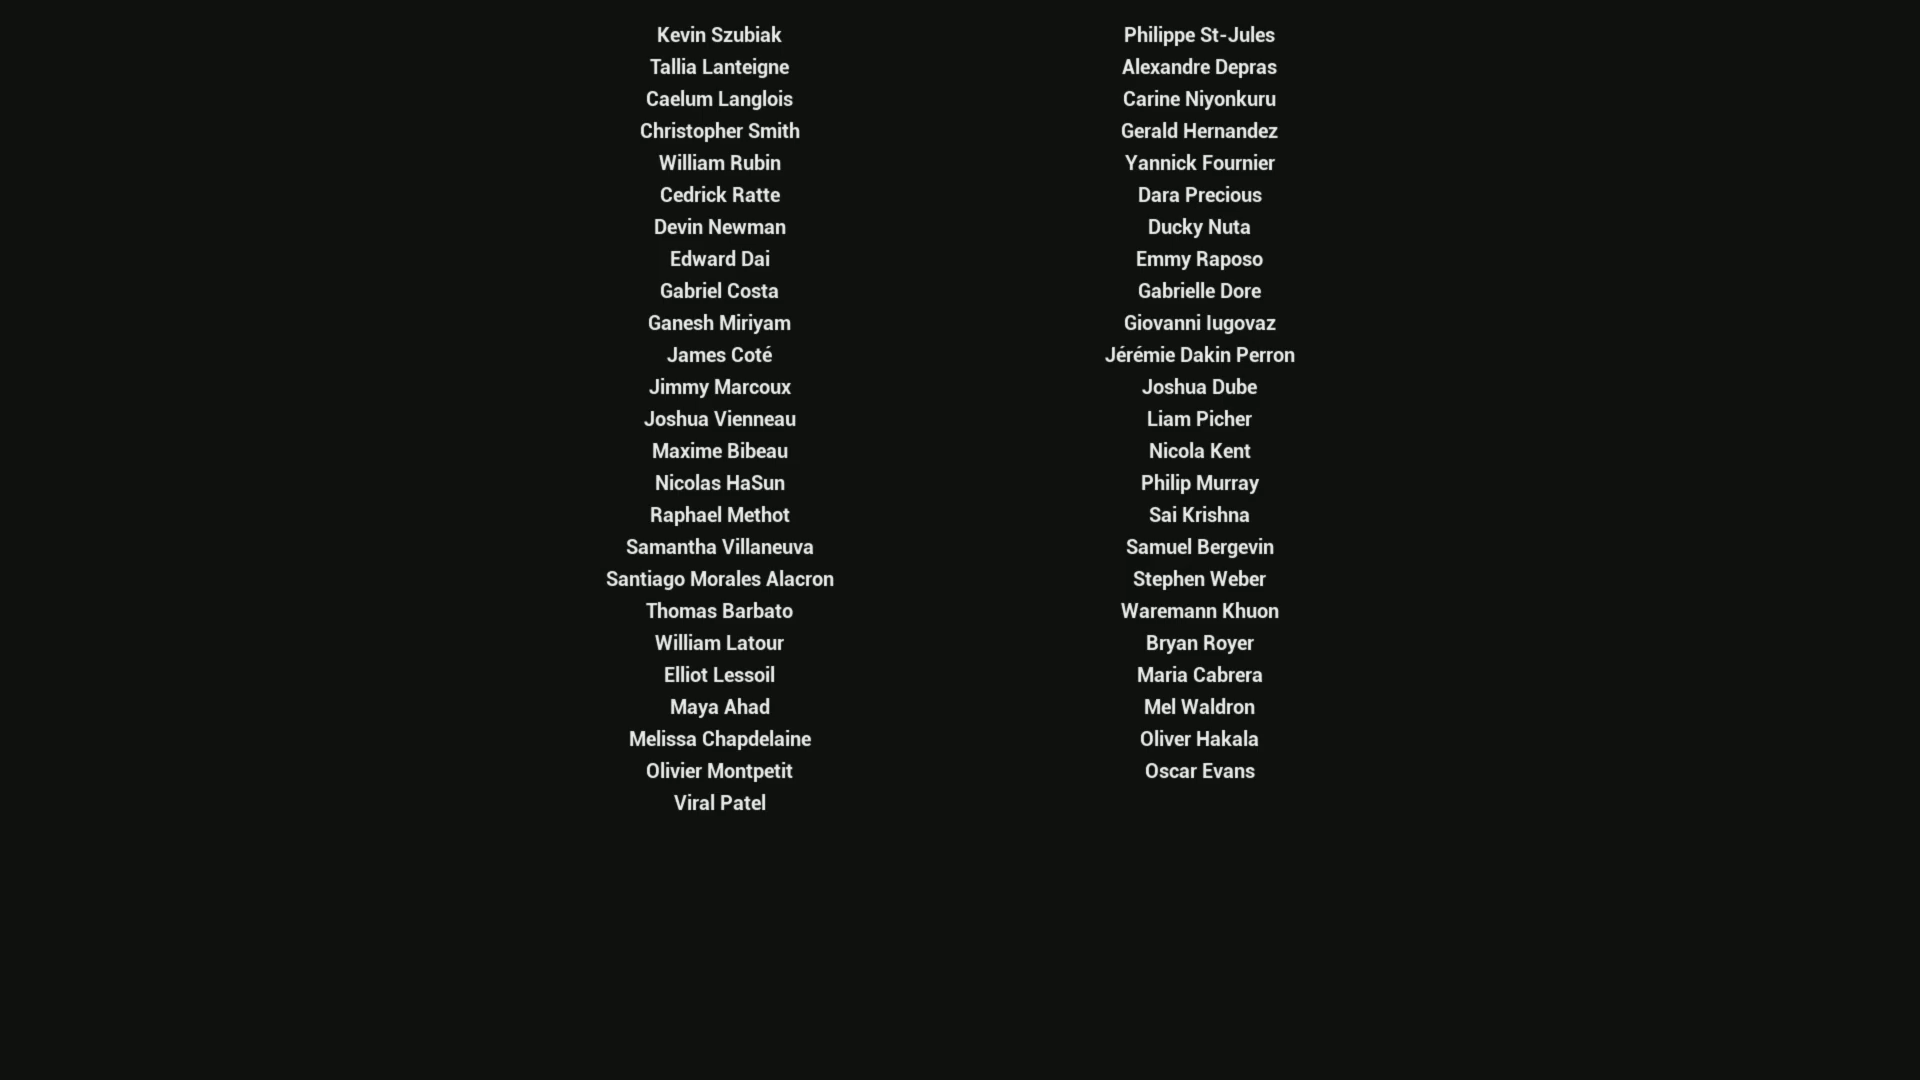 Kevin Szubiak
Philippe St-Jules
Tallia Lanteigne
Alexandre Depras
Caelum Langlois
Carine Niyonkuru
Christopher Smith
Gerald Hernandez
William Rubin
Yannick Fournier
Cedrick Ratte
Dara Precious
Devin Newman
Ducky Nuta
Edward Dai
Emmy Raposo
Gabriel Costa
Gabrielle Dore
Ganesh Miriyam
Giovanni Iugovaz
James Coté
Jérémie Dakin Perron
Jimmy Marcoux
Joshua Dube
Joshua Vienneau
Liam Picher
Maxime Bibeau
Nicola Kent
Nicolas HaSun
Philip Murray
Raphael Methot
Sai Krishna
Samantha Villaneuva
Samuel Bergevin
Santiago Morales Alacron
Stephen Weber
Thomas Barbato
Waremann Khuon
William Latour
Bryan Royer
Elliot Lessoil
Maria Cabrera
Maya Ahad
Mel Waldron
Melissa Chapdelaine
Oliver Hakala
Olivier Montpetit
Oscar Evans
Viral Patel